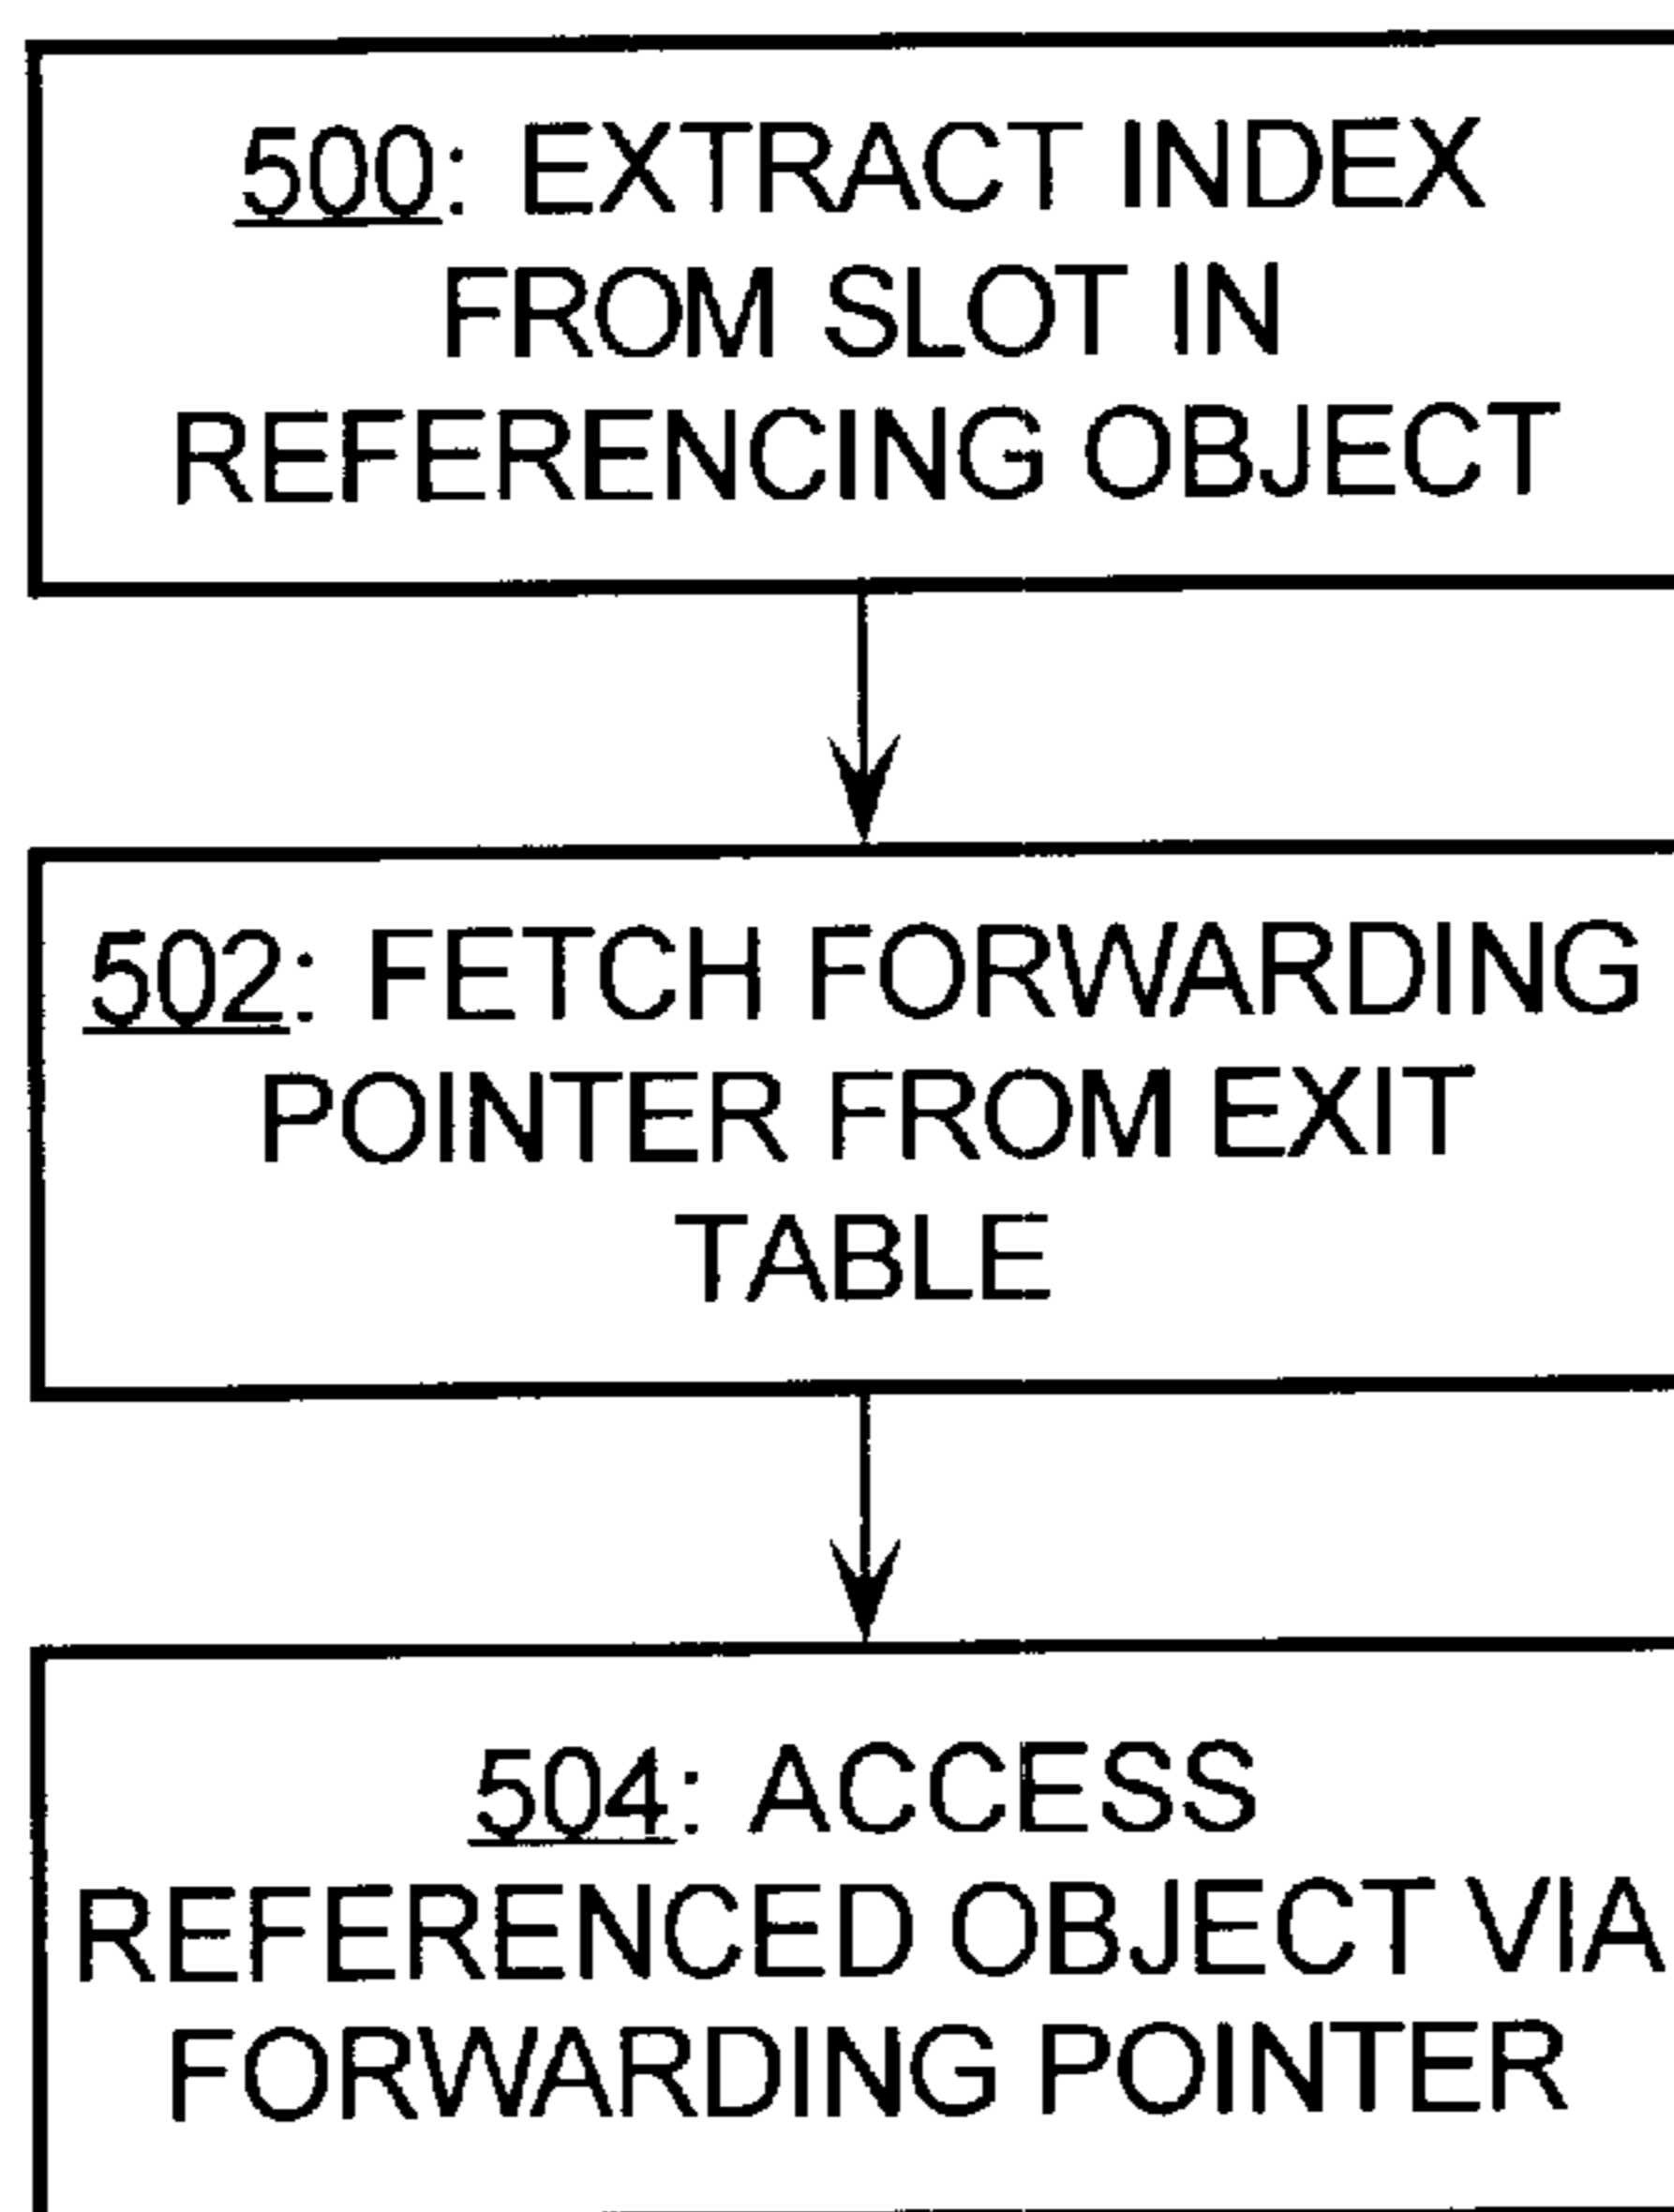 500: EXTRACT INDEX
FROM SLOT IN
REFERENCING OBJECT
502: FETCH FORWARDING
POINTER FROM EXIT
TABLE
504: ACCESS
REFERENCED OBJECT VIA
FORWARDING POINTER